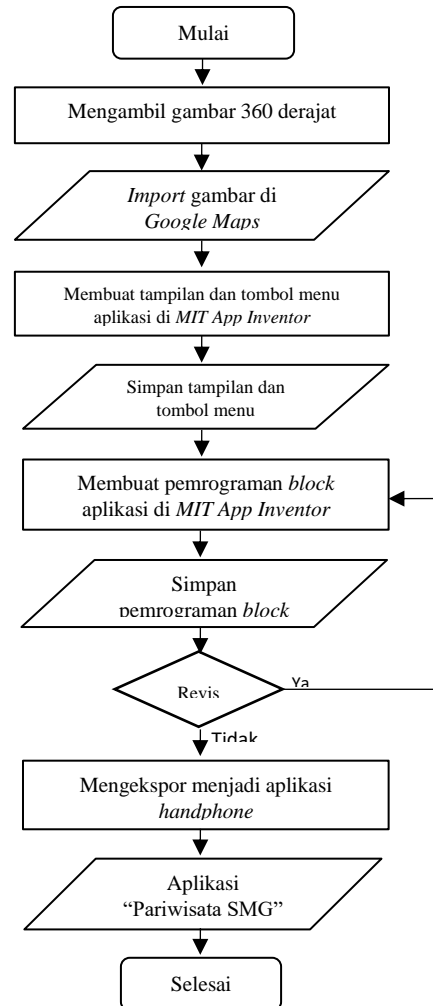 Mulai
Mengambil gambar 360 derajat
Import gambar di
Google Maps
Membuat tampilan dan tombol menu
aplikasi di MIT App Inventor
Simpan tampilan dan
tombol menu
Membuat pemrograman block
aplikasi di MIT App Inventor
Simpan
pemrograman block
Revis
Ya
Tidak
Mengekspor menjadi aplikasi
handphone
Aplikasi
“Pariwisata SMG”
Selesai